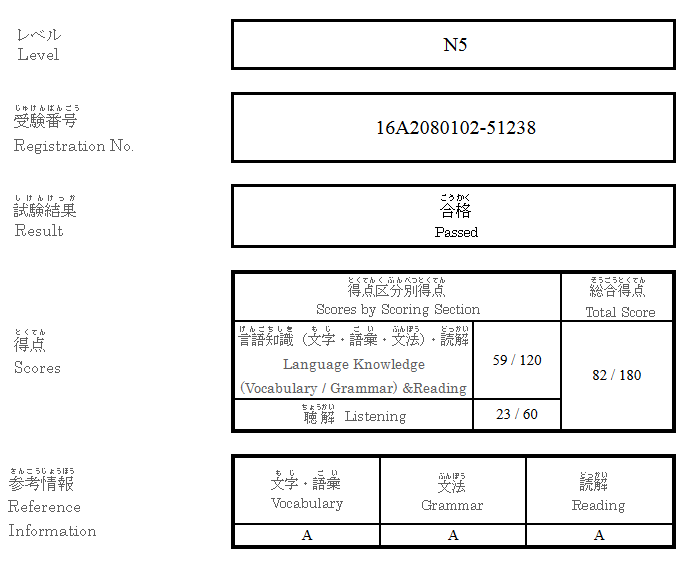 レベル
Level
N5
じゅけんばんごう
受験番号
Registration No.
16A2080102-51238
しけんけっか
試験結果
Result
ごうかく
合格
Passed
とくてん
得点
Scores
とくてんくぶんべつとくてん
得点区分別得点
Scores by Scoring Section
そうごうとくてん
総合得点
Total Score
げんごちしき もじ ごい ぶんぽう どっかい
言語知識（文字・語彙・文法）・読解
Language Knowledge
(Vocabulary / Grammar) &Reading
59 / 120
82 / 180
ちょうかい
聴解 Listening
23 / 60
さんこうじょうほう
参考情報
Reference
Information
もじ ごい
文字・語彙
Vocabulary
ぶんぽう
文法
Grammar
どっかい
読解
Reading
A
A
A